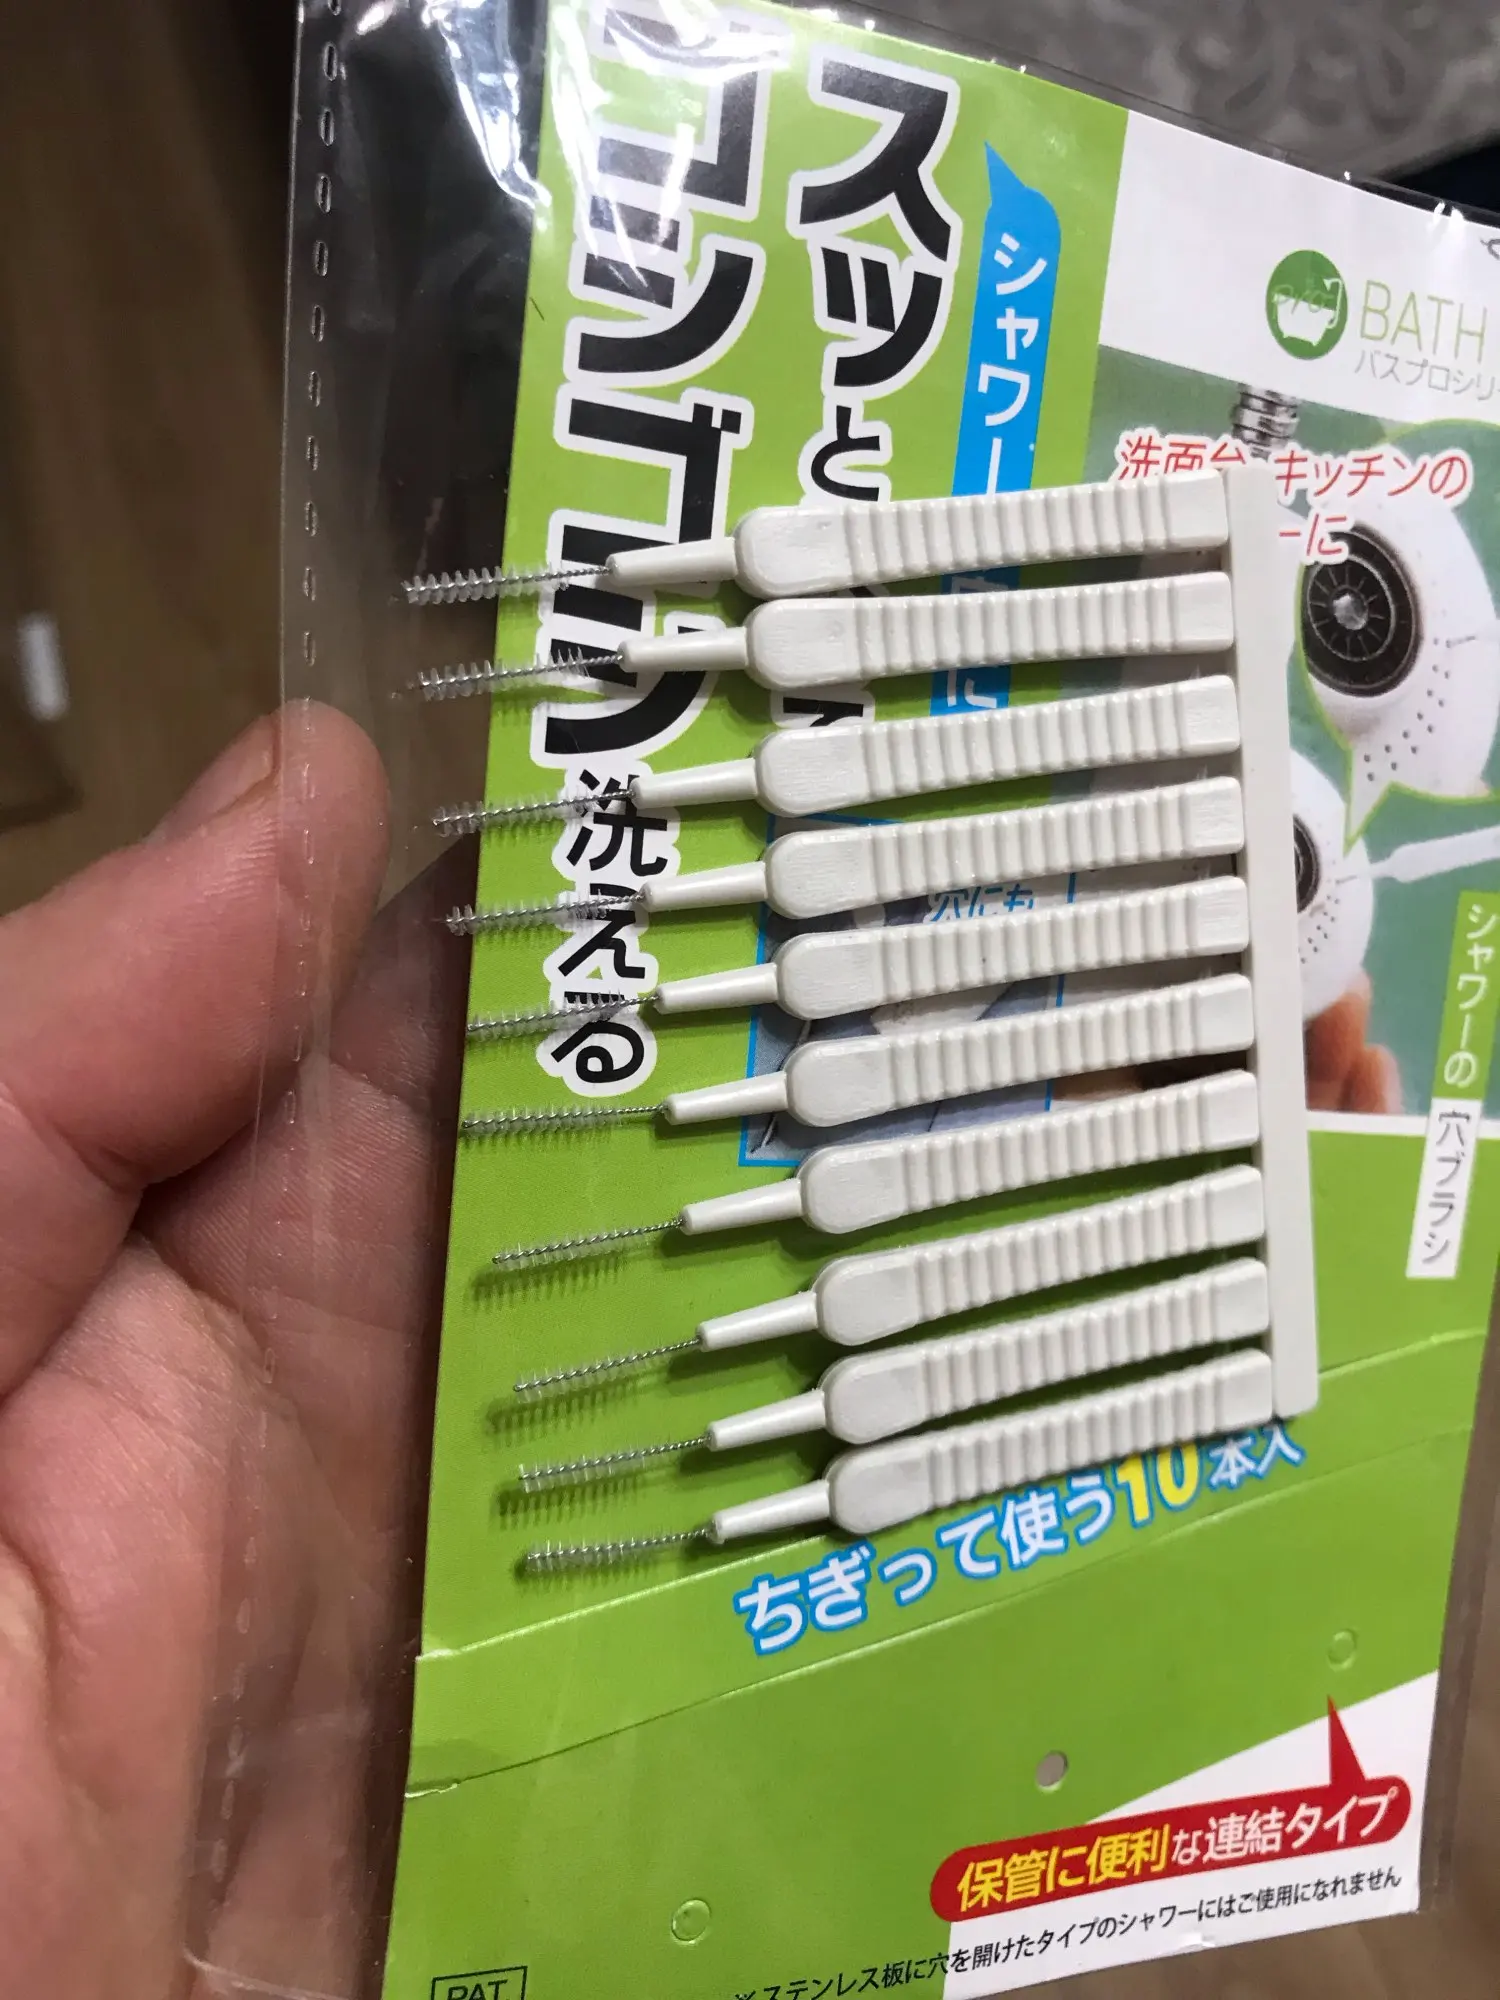 スッと
ゴシゴシ洗える
シャワー
に
BATH
バスプロシリ
洗面台 キッチンの
ーに
穴にも
シャワーの
穴ブラシ
ちぎって使う10本入
保管に便利な連結タイプ
※ステンレス板に穴を開けたタイプのシャワーにはご使用になれません
PAT.